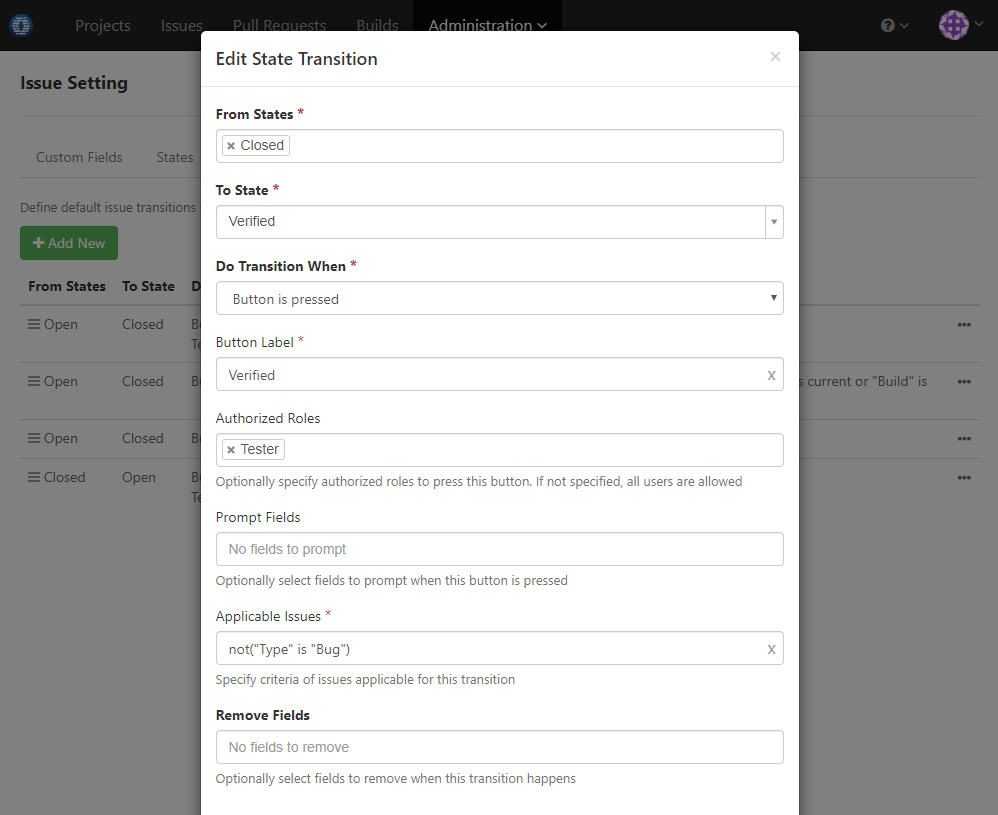 Projects Issues Pull Requests Builds Administration
Edit State Transition
Issue Setting
From States *
Closed
Custom Fields States
To State *
Define default issue transitions
Verified
Add New
Do Transition When *
From States To State D
Button is pressed
Open Closed
Button Label *
Open Closed s current or "Build" is
Verified X
Authorized Roles
Open Closed
Tester
Closed Open
Optionally specify authorized roles to press this button. If not specified, all users are allowed
Prompt Fields
No fields to prompt
Optionally select fields to prompt when this button is pressed
Applicable Issues *
not("Type" is "Bug") X
Specify criteria of issues applicable for this transition
Remove Fields
No fields to remove
Optionally select fields to remove when this transition happens